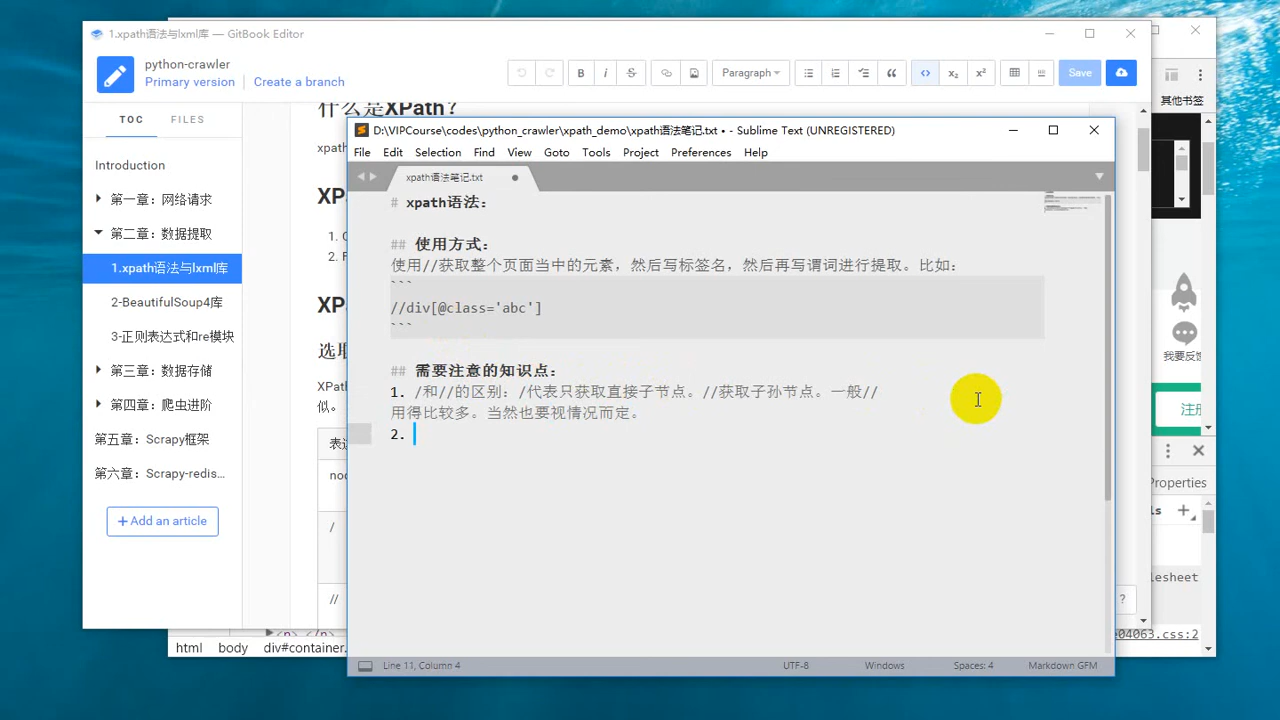 1.xpath语法与lxml库 — GitBook Editor
python-crawler
Primary version
Create a branch
B
i
S
Paragraph
Save
其他书签
TOC
FILES
Introduction
第一章：网络请求
第二章：数据提取
1.xpath语法与lxml库
2-BeautifulSoup4库
3-正则表达式和re模块
第三章：数据存储
第四章：爬虫进阶
第五章：Scrapy框架
第六章：Scrapy-redis...
+ Add an article
什么是XPath？
D:\VIPCourse\codes\python_crawler\xpath_demo\xpath语法笔记.txt • - Sublime Text (UNREGISTERED)
File Edit Selection Find View Goto Tools Project Preferences Help
xpath语法笔记.txt
# xpath语法：
## 使用方式：
使用//获取整个页面当中的元素，然后写标签名，然后再写谓词进行提取。比如：
```
//div[@class='abc']
```
## 需要注意的知识点：
1. /和//的区别：/代表只获取直接子节点。//获取子孙节点。一般//
用得比较多。当然也要视情况而定。
2.
Line 11, Column 4
UTF-8
Windows
Spaces: 4
Markdown GFM
我要反馈
Properties
html body div#container.